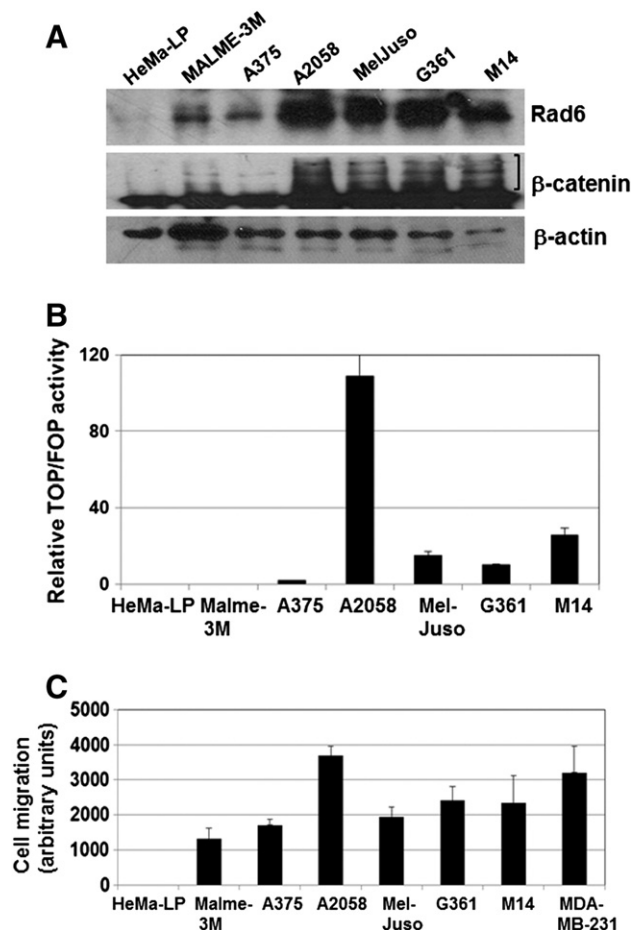 A
HeMa-LP MALME-3M A375 A2058 MelJuso G361 M14
Rad6
β-catenin
β-actin
B
Relative TOP/FOP activity
120
80
40
0
HeMa-LP Malme-3M A375 A2058 Mel-Juso G361 M14
C
Cell migration
(arbitrary units)
5000
4000
3000
2000
1000
0
HeMa-LP Malme-3M A375 A2058 Mel-Juso G361 M14 MDA-MB-231